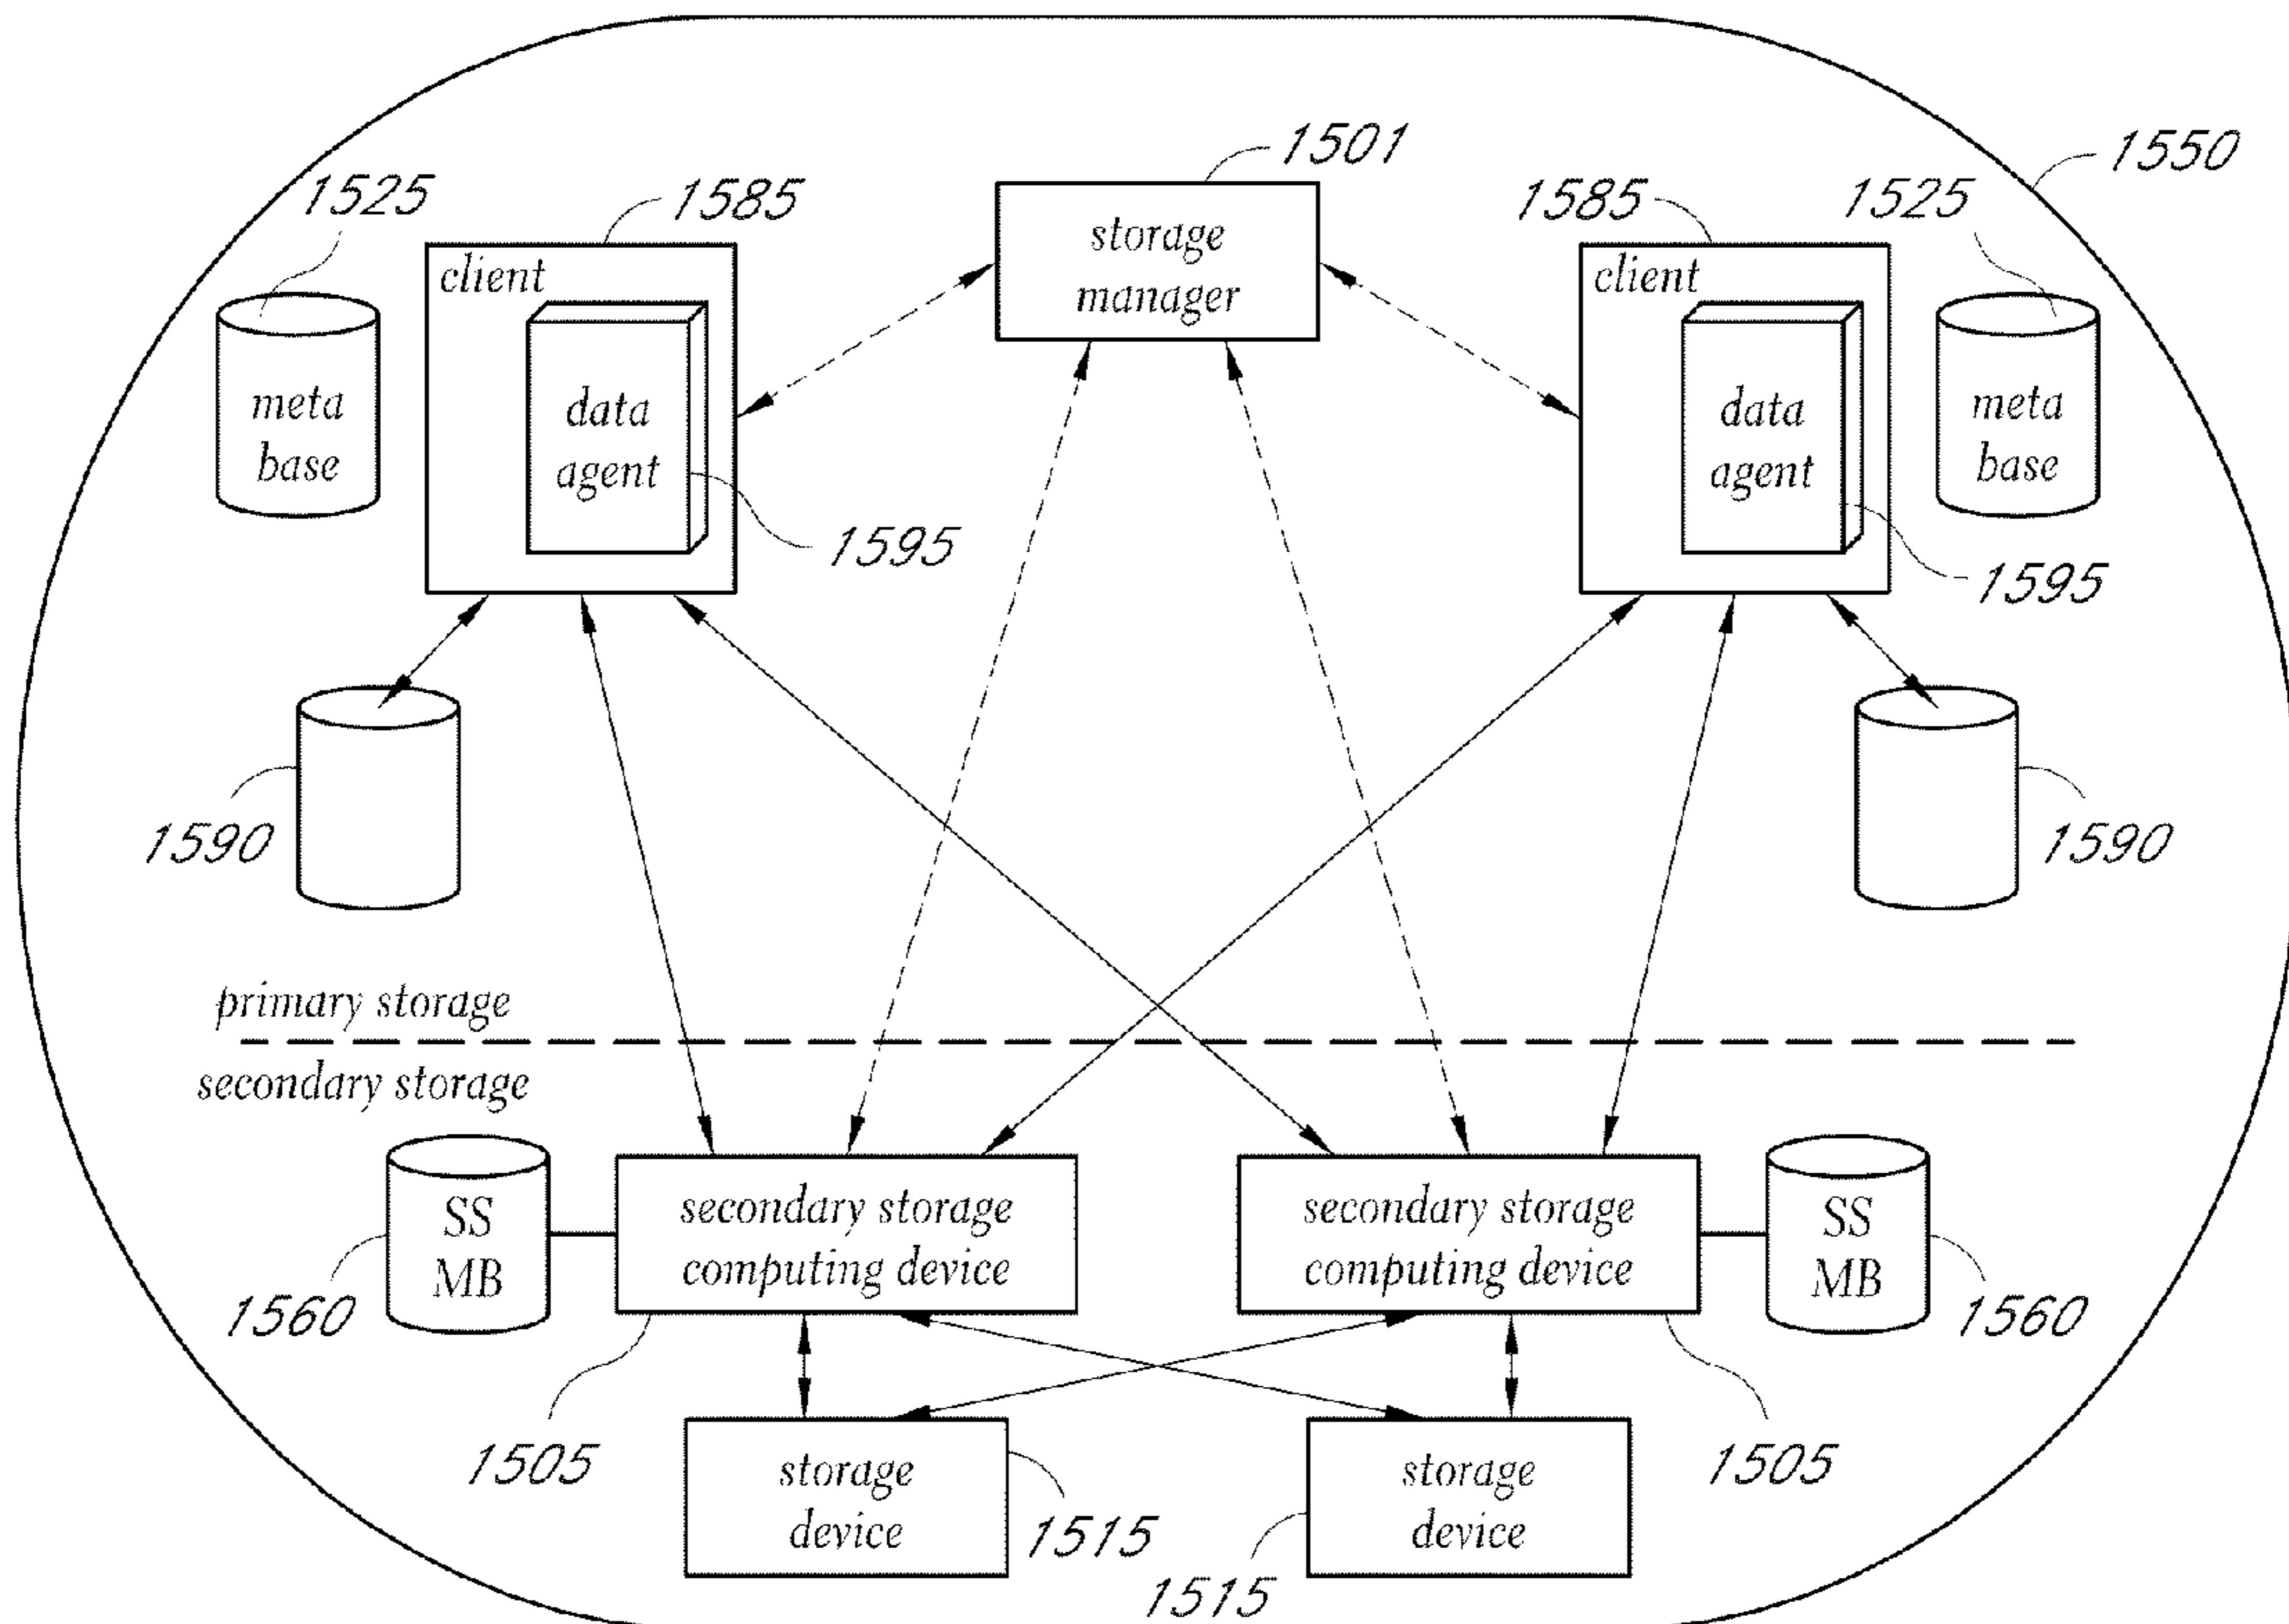 1501
1550
1525
1585
1585
1525
storage
manager
client
client
meta
base
data
agent
data
agent
meta
base
1595
1595
1590
1590
primary storage
secondary storage
SS
MB
secondary storage
computing device
secondary storage
computing device
SS
MB
1560
1560
1505
1505
storage
device
storage
device
1515
1515